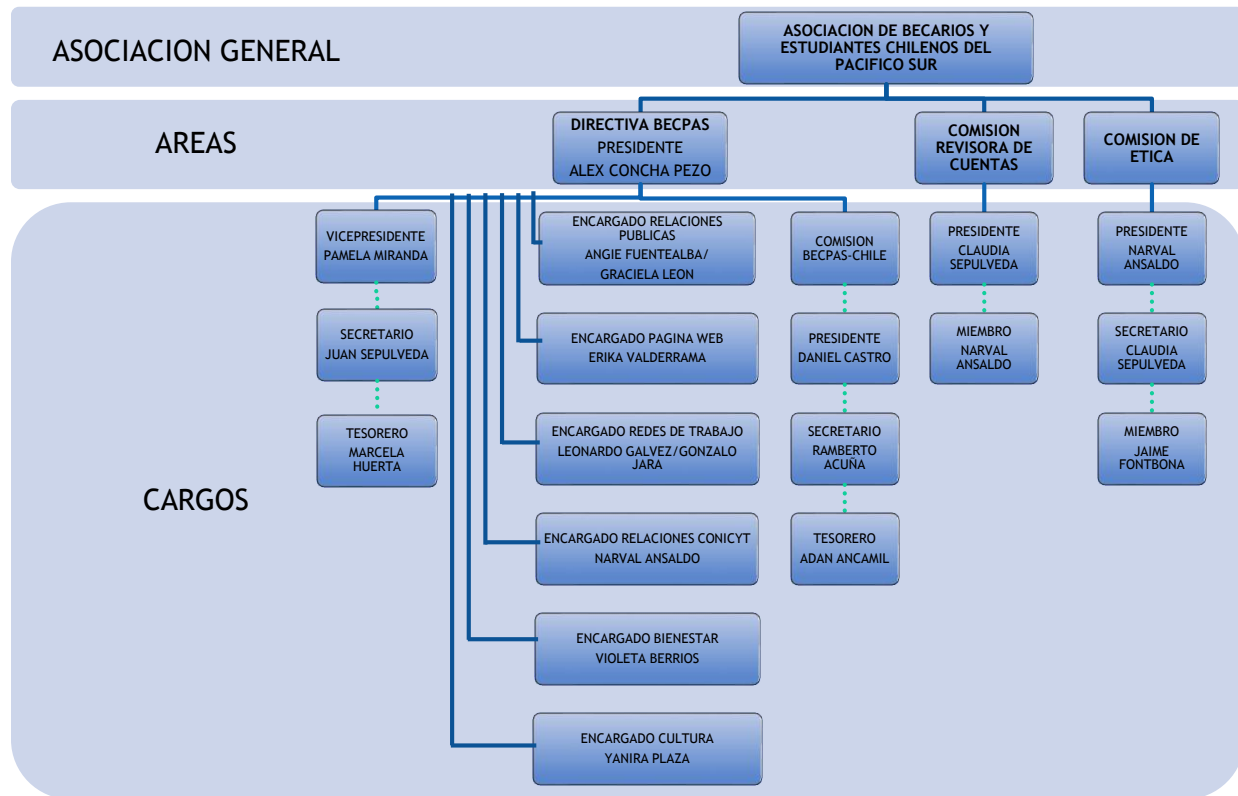 ASOCIACION GENERAL
ASOCIACION DE BECARIOS Y
ESTUDIANTES CHILENOS DEL
PACIFICO SUR
AREAS
DIRECTIVA BECPAS
PRESIDENTE
ALEX CONCHA PEZO
COMISION
REVISORA DE
CUENTAS
COMISION DE
ETICA
CARGOS
VICEPRESIDENTE
PAMELA MIRANDA
SECRETARIO
JUAN SEPULVEDA
TESORERO
MARCELA
HUERTA
ENCARGADO RELACIONES
PUBLICAS
ANGIE FUENTEALBA/
GRACIELA LEON
ENCARGADO PAGINA WEB
ERIKA VALDERRAMA
ENCARGADO REDES DE TRABAJO
LEONARDO GALVEZ/GONZALO
JARA
ENCARGADO RELACIONES CONICYT
NARVAL ANSALDO
ENCARGADO BIENESTAR
VIOLETA BERRIOS
ENCARGADO CULTURA
YANIRA PLAZA
COMISION
BECPAS-CHILE
PRESIDENTE
DANIEL CASTRO
SECRETARIO
RAMBERTO
ACUÑA
TESORERO
ADAN ANCAMIL
PRESIDENTE
CLAUDIA
SEPULVEDA
MIEMBRO
NARVAL
ANSALDO
PRESIDENTE
NARVAL
ANSALDO
SECRETARIO
CLAUDIA
SEPULVEDA
MIEMBRO
JAIME
FONTBONA